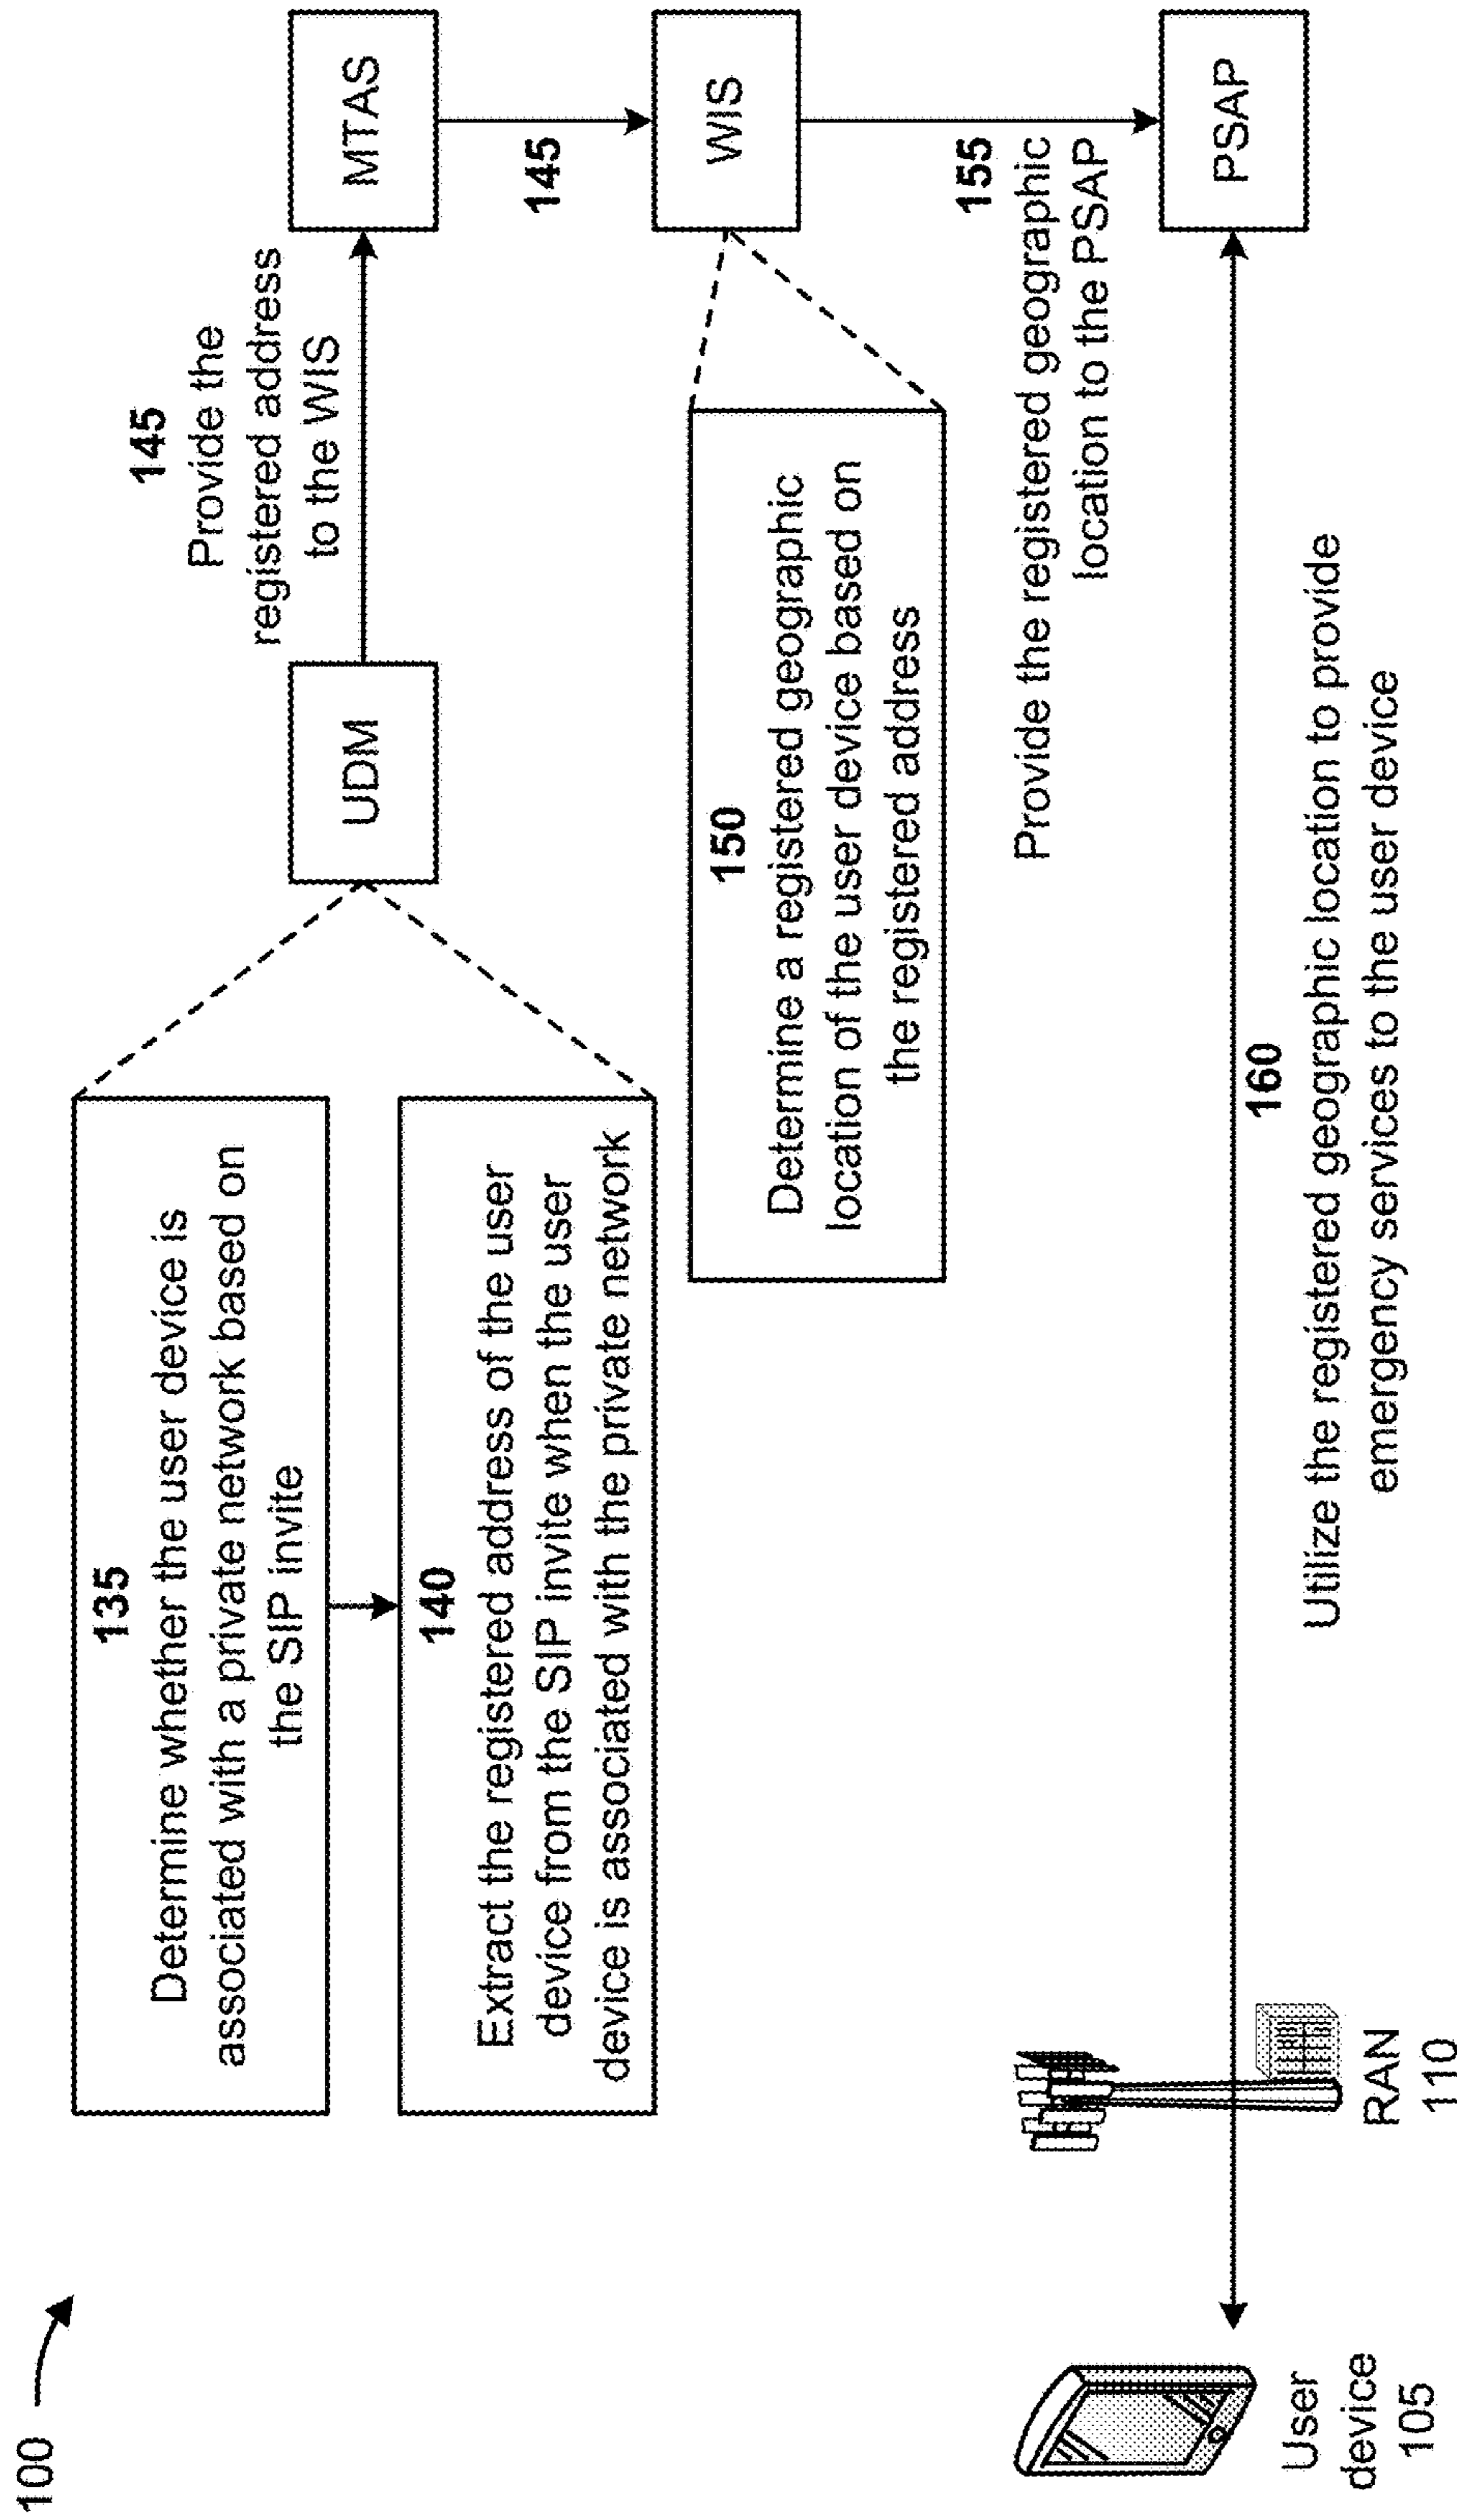 100
135
Determine whether the user device is
associated with a private network based on
the SIP invite
140
Extract the registered address of the user
device from the SIP invite when the user
device is associated with the private network
UDM
145
Provide the
registered address
to the WIS
MTAS
145
WIS
150
Determine a registered geographic
location of the user device based on
the registered address
155
Provide the registered geographic
location to the PSAP
PSAP
160
Utilize the registered geographic location to provide
emergency services to the user device
User
device
105
RAN
110